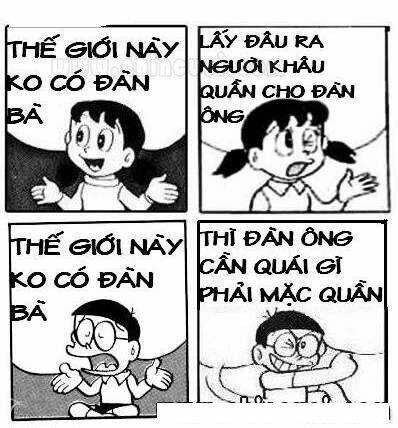 THẾ GIỚI NÀY
KO CÓ ĐÀN
BÀ
LẤY ĐÂU RA
NGƯỜI KHÂU
QUẦN CHO ĐÀN
ÔNG
THẾ GIỚI NÀY
KO CÓ ĐÀN
BÀ
THÌ ĐÀN ÔNG
CẦN QUÁI GÌ
PHẢI MẶC QUẦN